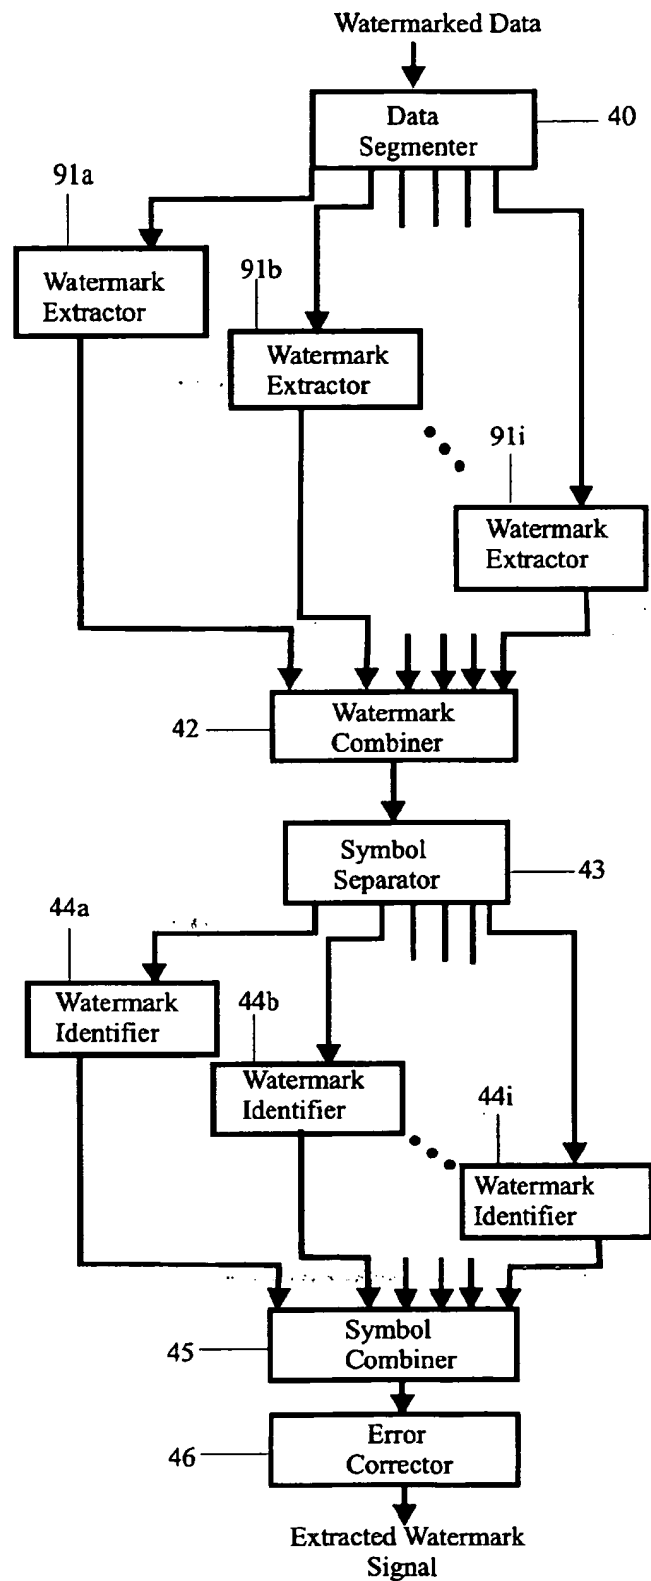 Watermarked Data
Data
Segmenter
40
91a
Watermark
Extractor
91b
Watermark
Extractor
91i
Watermark
Extractor
42
Watermark
Combiner
Symbol
Separator
43
44a
Watermark
Identifier
44b
Watermark
Identifier
44i
Watermark
Identifier
45
Symbol
Combiner
46
Error
Corrector
Extracted Watermark
Signal